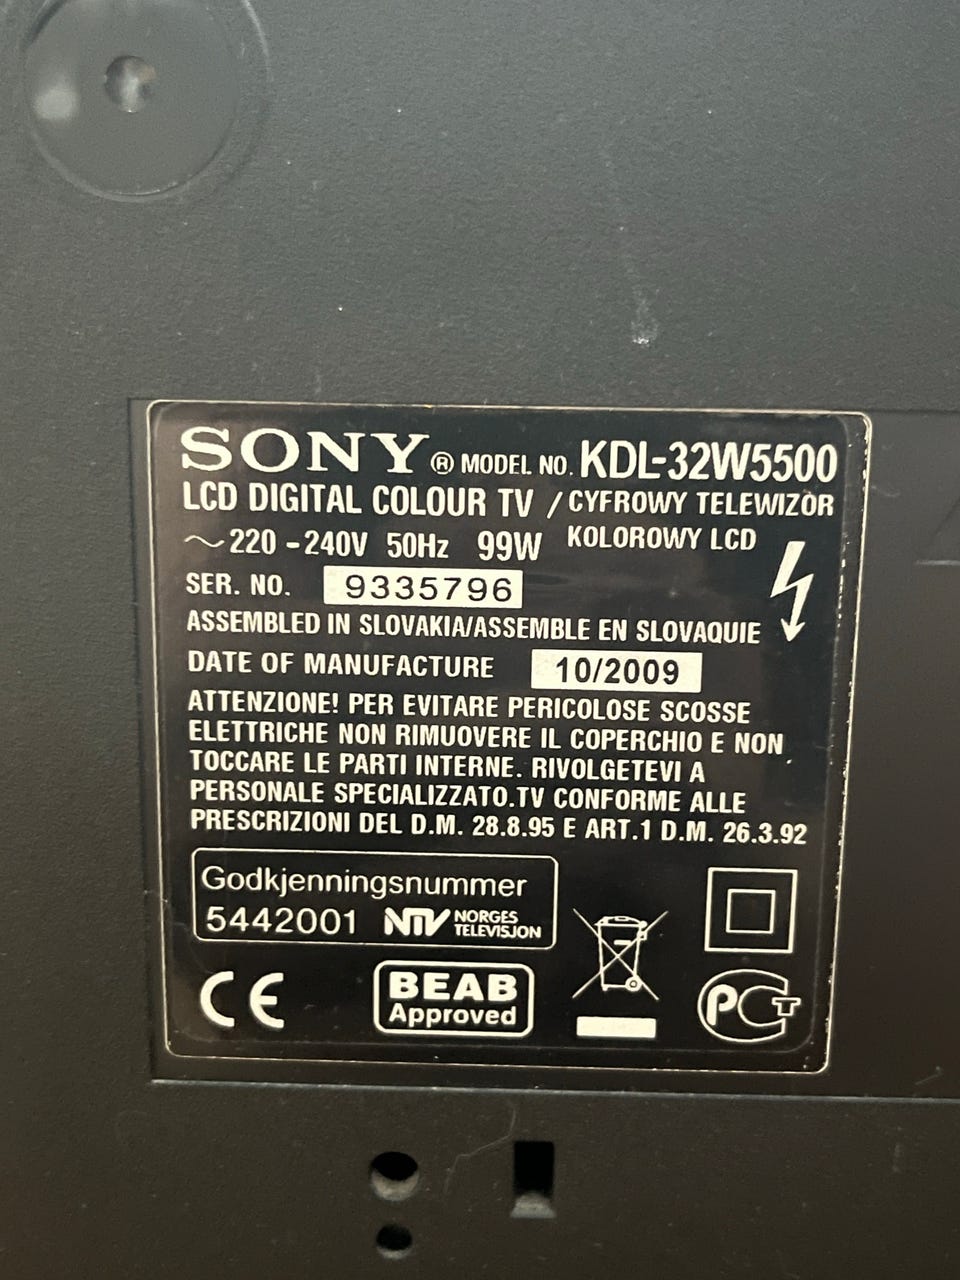 SONY ® MODEL NO. KDL-32W5500
LCD DIGITAL COLOUR TV / CYFROWY TELEWIZÓR
~220 -240V 50Hz 99W KOLOROWY LCD
SER. NO. 9335796
ASSEMBLED IN SLOVAKIA/ASSEMBLE EN SLOVAQUIE
DATE OF MANUFACTURE 10/2009
ATTENZIONE! PER EVITARE PERICOLOSE SCOSSE
ELETTRICHE NON RIMUOVERE IL COPERCHIO E NON
TOCCARE LE PARTI INTERNE. RIVOLGETEVI A
PERSONALE SPECIALIZZATO.TV CONFORME ALLE
PRESCRIZIONI DEL D.M. 28.8.95 E ART.1 D.M. 26.3.92
Godkjenningsnummer
5442001 NTV NORGES
TELEVISJON
CE
BEAB
Approved
PCT